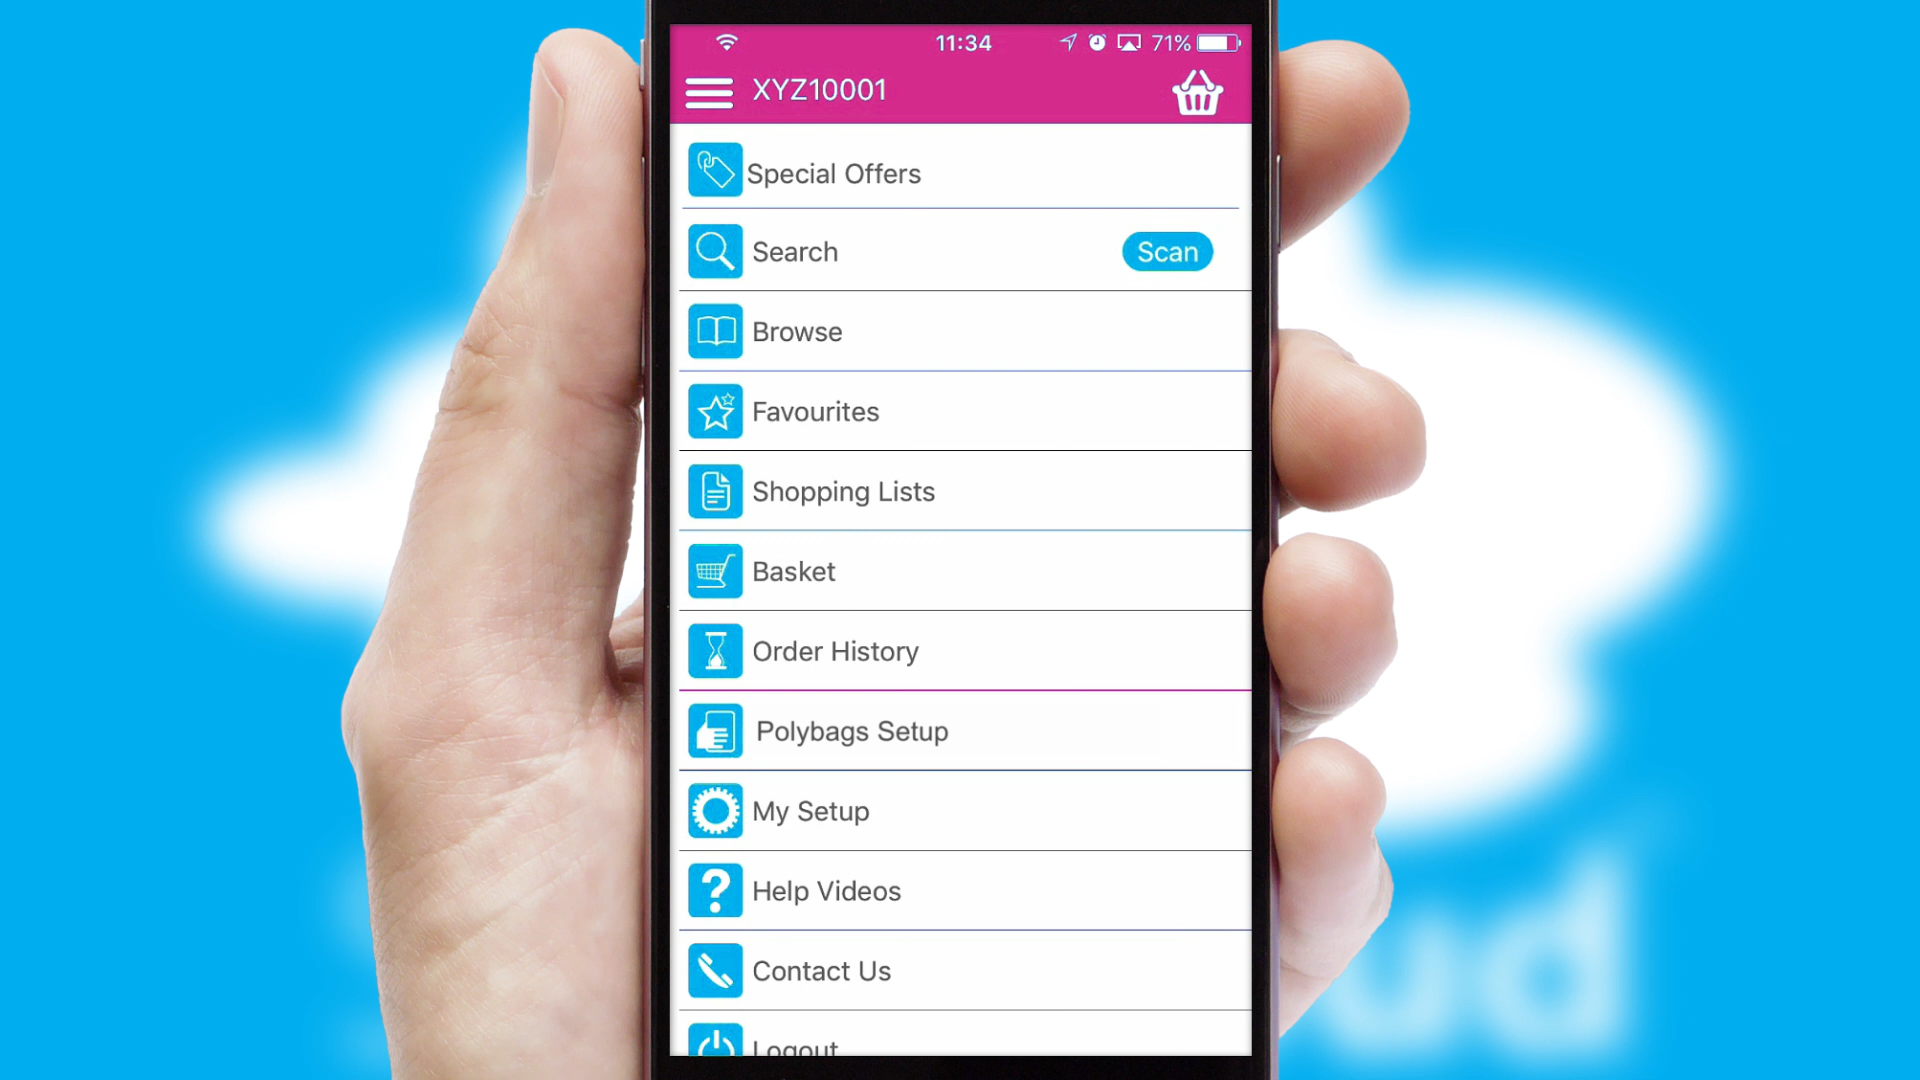 11:34 71%
XYZ10001
Special Offers
Search Scan
Browse
Favourites
Shopping Lists
Basket
Order History
Polybags Setup
My Setup
Help Videos
Contact Us
Logout